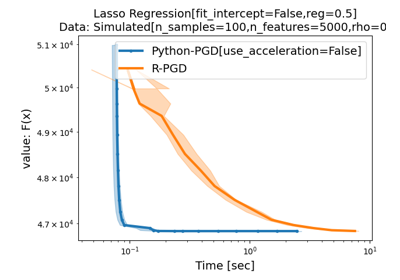 Lasso Regression[fit_intercept=False,reg=0.5]
Data: Simulated[n_samples=100,n_features=5000,rho=0
5.1 × 10⁴
5 × 10⁴
4.9 × 10⁴
4.8 × 10⁴
4.7 × 10⁴
value: F(x)
Python-PGD[use_acceleration=False]
R-PGD
10⁻¹
10⁰
10¹
Time [sec]